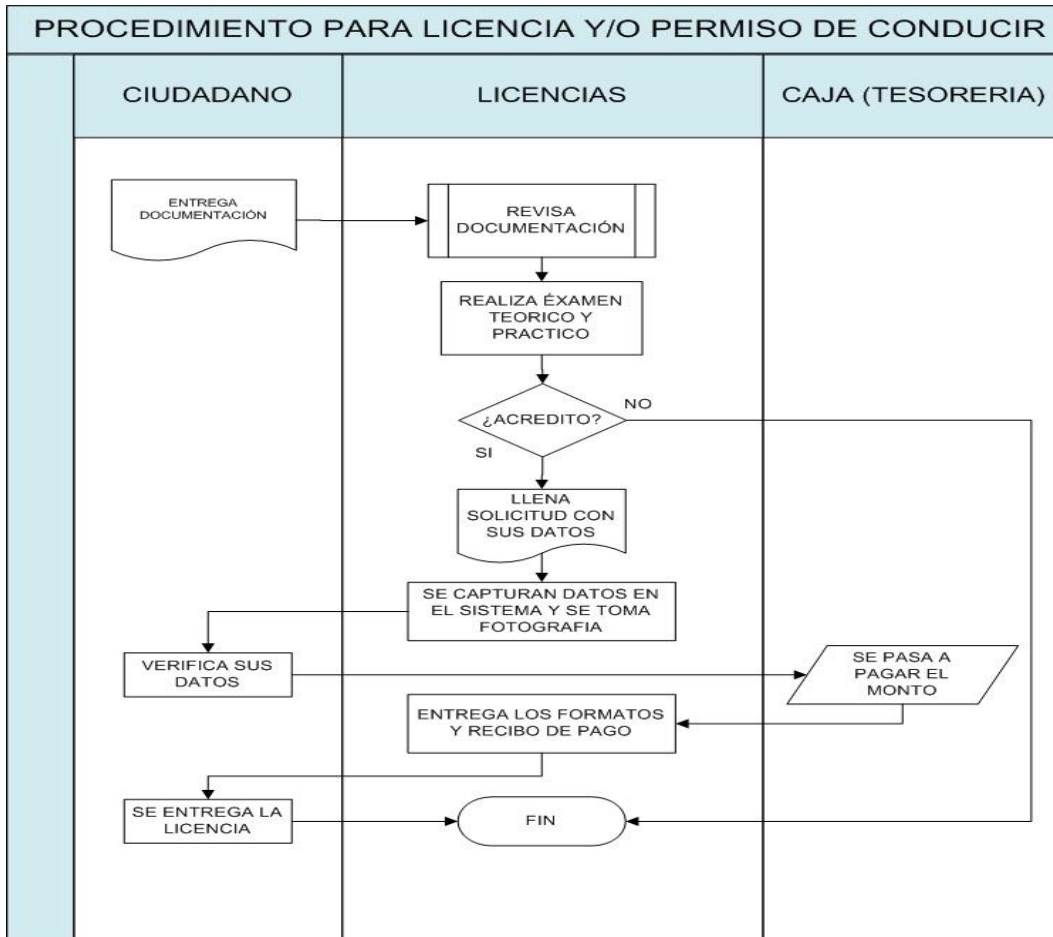 PROCEDIMIENTO PARA LICENCIA Y/O PERMISO DE CONDUCIR
CIUDADANO
LICENCIAS
CAJA (TESORERIA)
ENTREGA
DOCUMENTACIÓN
REVISA
DOCUMENTACIÓN
REALIZA ÉXAMEN
TEORICO Y
PRACTICO
¿ACREDITO?
NO
SI
LLENA
SOLICITUD CON
SUS DATOS
SE CAPTURAN DATOS EN
EL SISTEMA Y SE TOMA
FOTOGRAFIA
VERIFICA SUS
DATOS
SE PASA A
PAGAR EL
MONTO
ENTREGA LOS FORMATOS
Y RECIBO DE PAGO
SE ENTREGA LA
LICENCIA
FIN